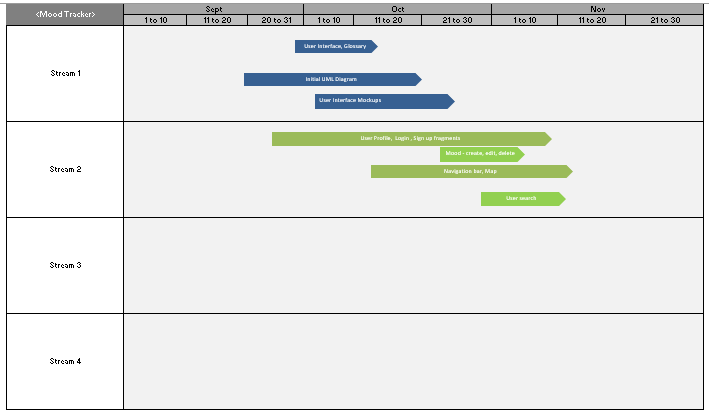 <Mood Tracker>
Sept Oct Nov
1 to 10 11 to 20 20 to 31 1 to 10 11 to 20 21 to 30 1 to 10 11 to 20 21 to 30
Stream 1
User Interface, Glossary
Initial UML Diagram
User Interface Mockups
Stream 2
User Profile, Login , Sign up fragments
Mood - create, edit, delete
Navigation bar, Map
User search
Stream 3
Stream 4